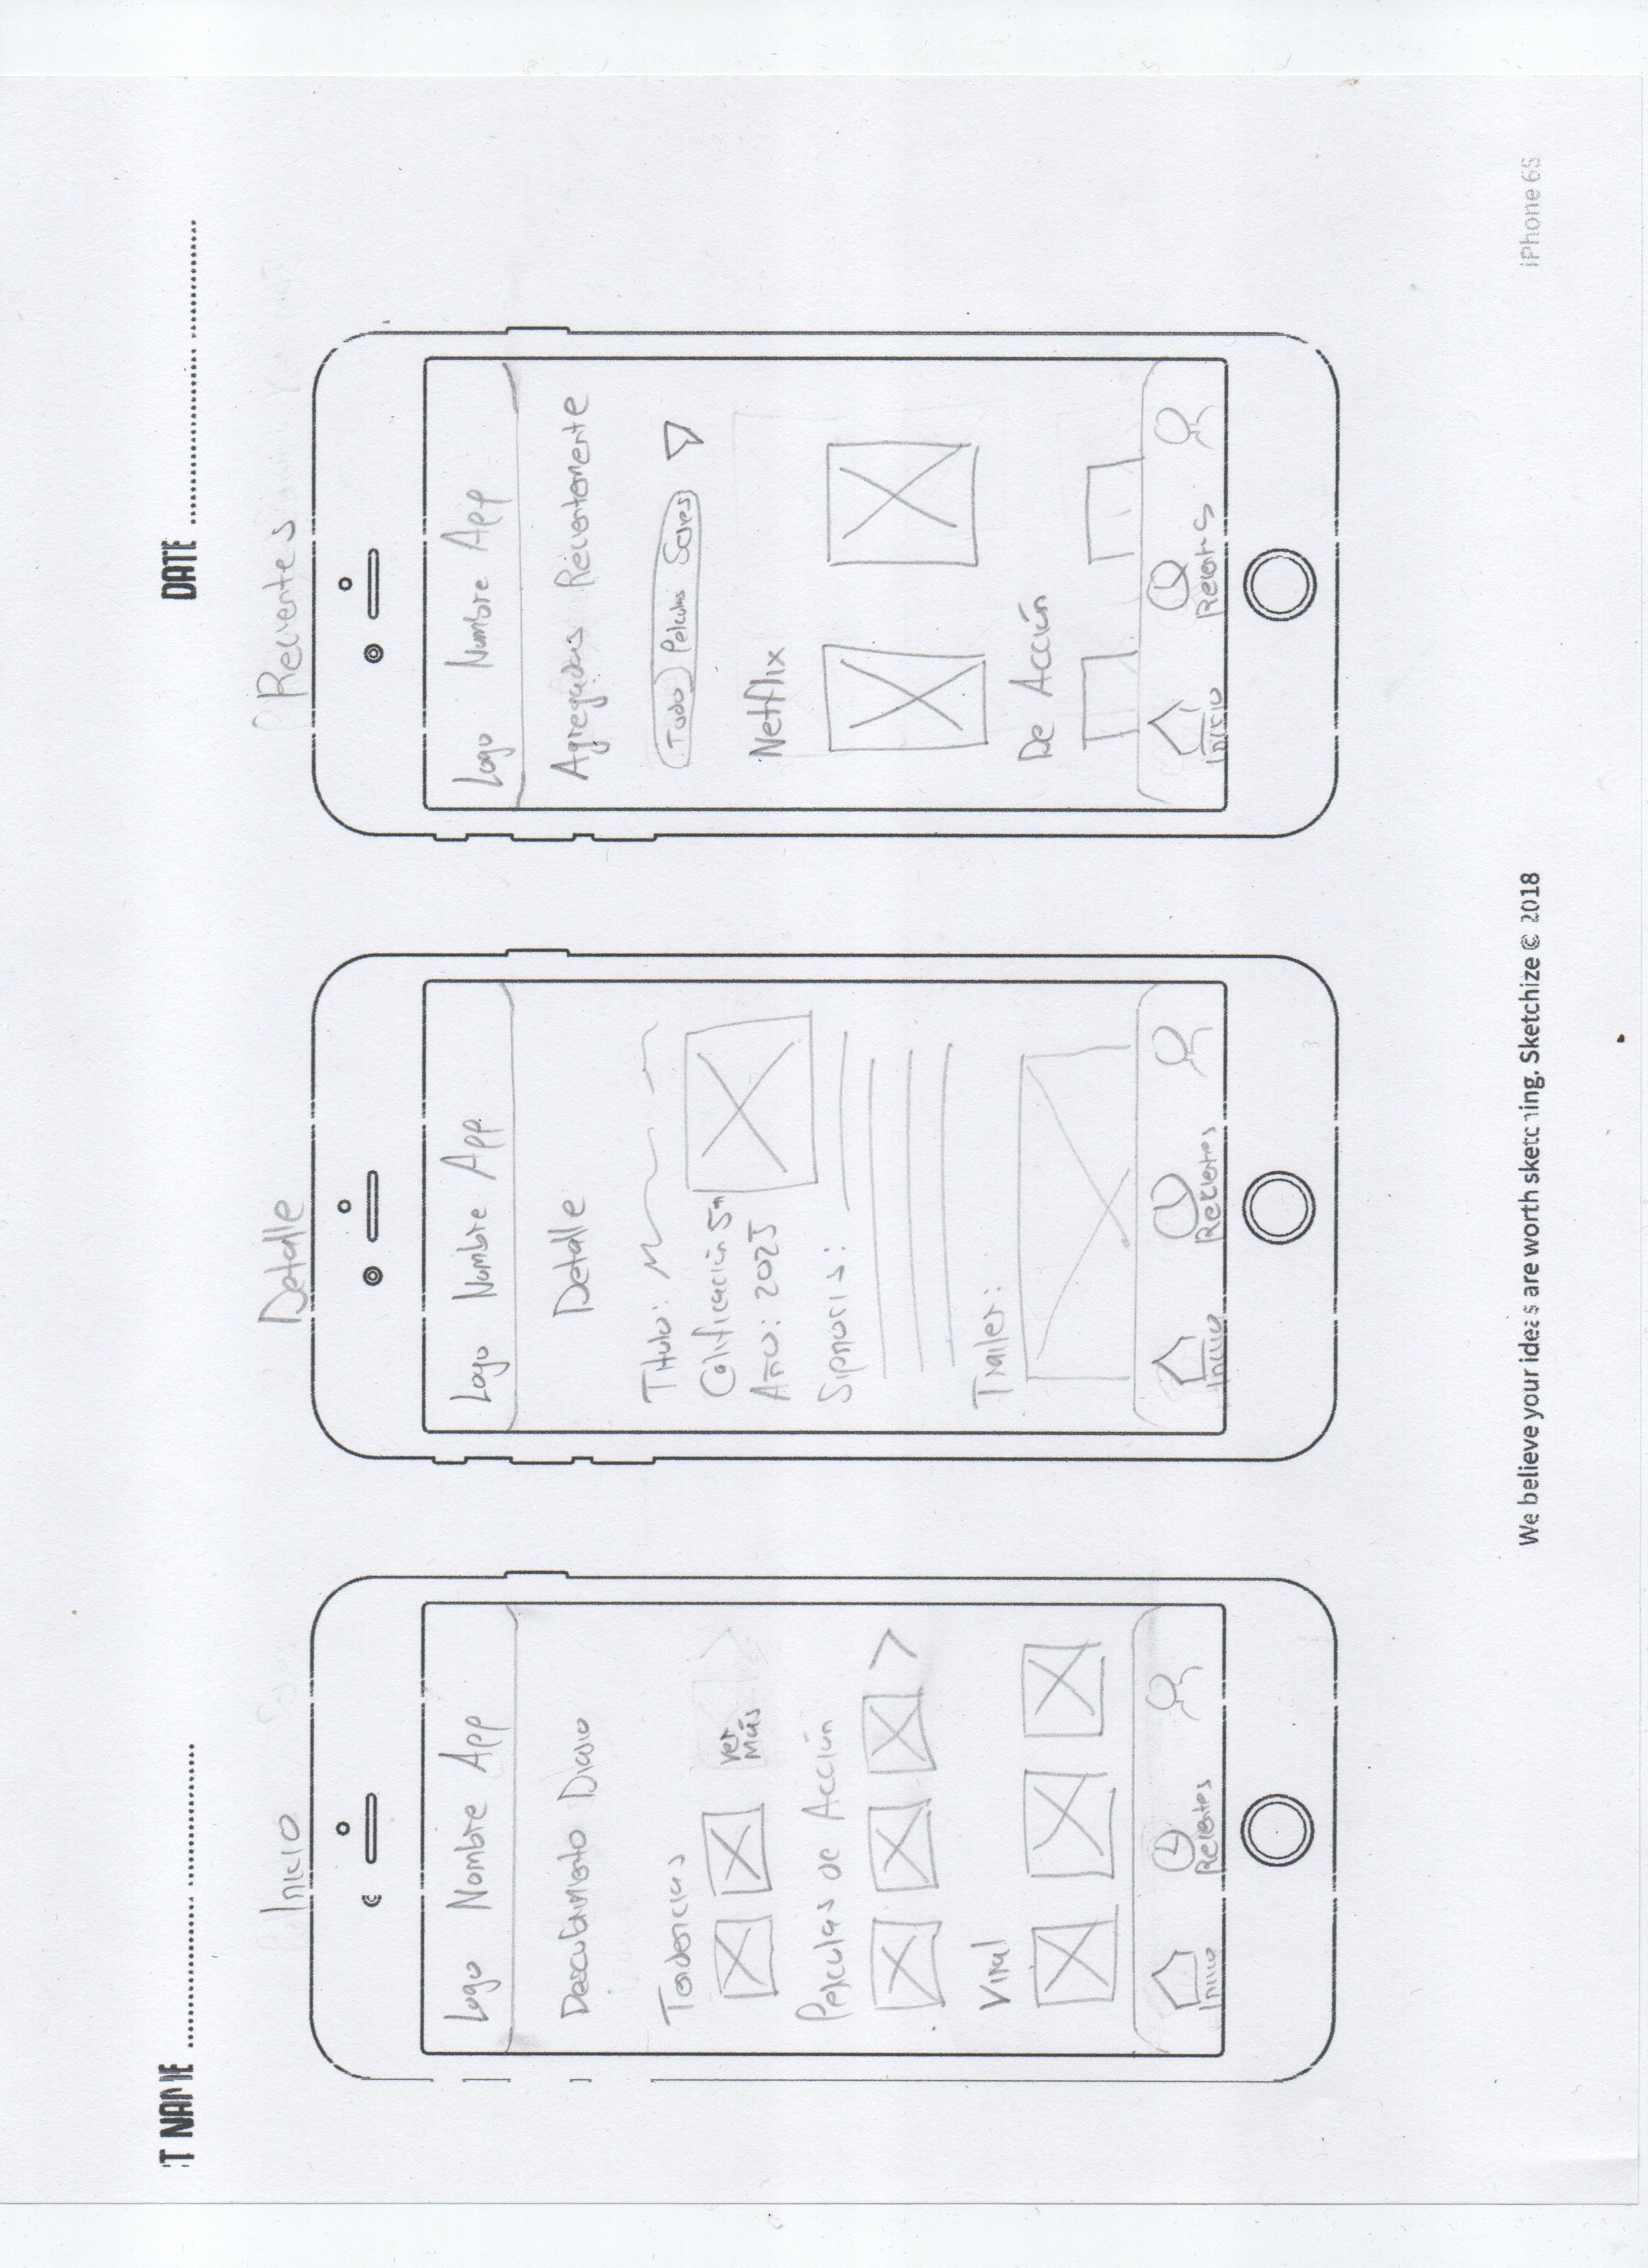 T NAME
DATE
Inicio
Logo Nombre App
Descubrimiento Diario
Tendencias
Ver
Más
Películas de Acción
Viral
Inicio
Recientes
Detalle
Logo Nombre App
Detalle
Titulo:
Calificación 5
Año: 2025
Sipnosis:
Trailer:
Inicio
Recientes
Recientes
Logo Nombre App
Agregadas Recientemente
Todo Peliculas Series
Netflix
De Acción
Inicio
Recientes
We believe your ideas are worth sketching. Sketchize © 2018
iPhone 6S